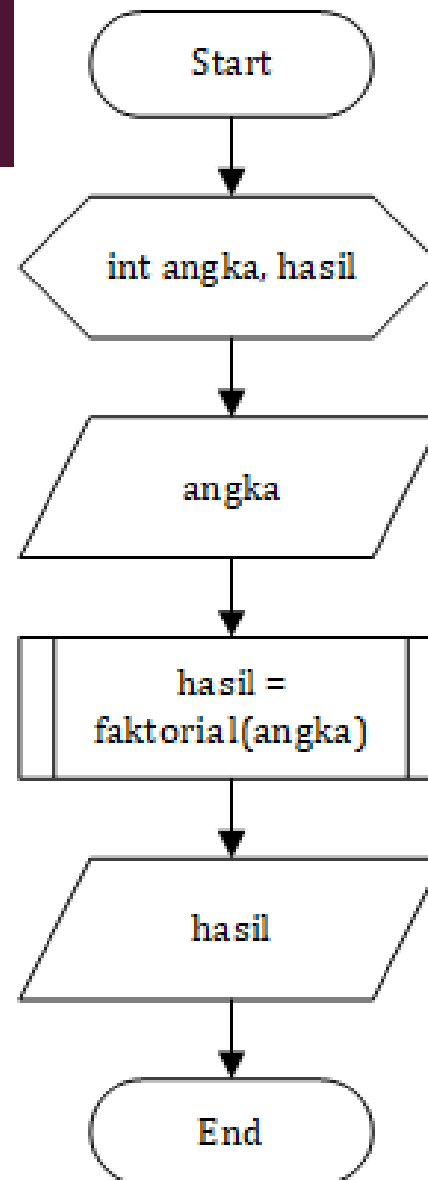 Start
int angka, hasil
angka
hasil =
faktorial(angka)
hasil
End